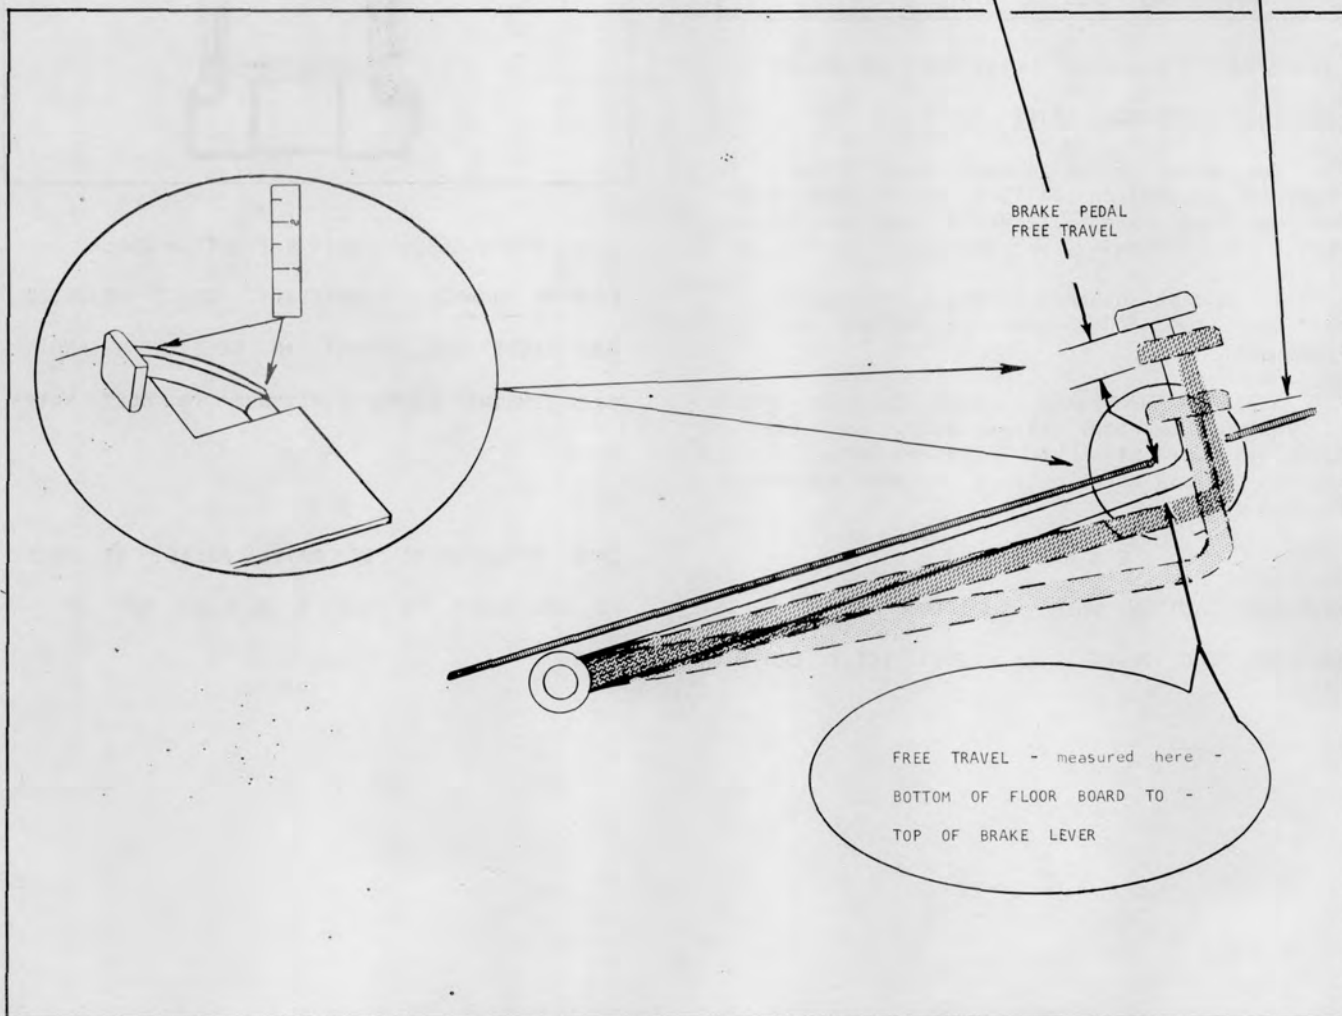 BRAKE PEDAL
FREE TRAVEL
FREE TRAVEL - measured here -
BOTTOM OF FLOOR BOARD TO -
TOP OF BRAKE LEVER